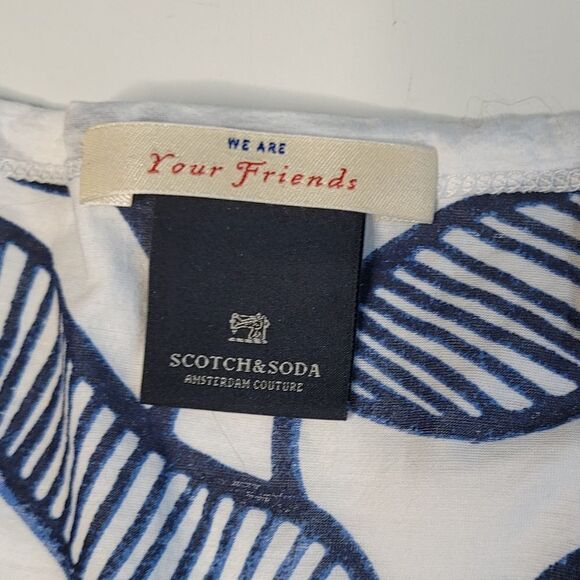 WE ARE
Your Friends
SCOTCH&SODA
AMSTERDAM COUTURE